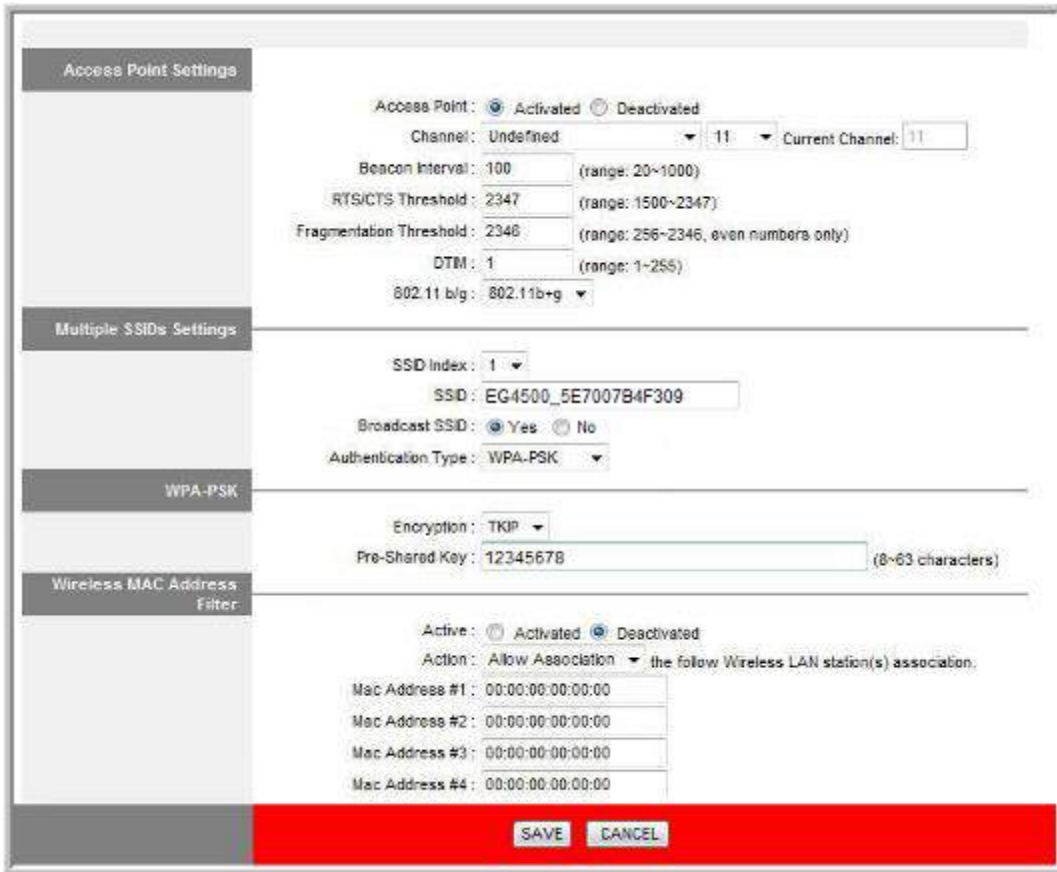 Access Point Settings
Access Point : Activated Deactivated
Channel : Undefined 11 Current Channel: 11
Beacon Interval : 100 (range: 20~1000)
RTS/CTS Threshold : 2347 (range: 1500~2347)
Fragmentation Threshold : 2346 (range: 256~2346, even numbers only)
DTIM : 1 (range: 1~255)
802.11 b/g : 802.11b+g
Multiple SSIDs Settings
SSID Index : 1
SSID : EG4500_5E7007B4F309
Broadcast SSID : Yes No
Authentication Type : WPA-PSK
WPA-PSK
Encryption : TKIP
Pre-Shared Key : 12345678 (8~63 characters)
Wireless MAC Address
Filter
Active : Activated Deactivated
Action : Allow Association the follow Wireless LAN station(s) association.
Mac Address #1 : 00:00:00:00:00:00
Mac Address #2 : 00:00:00:00:00:00
Mac Address #3 : 00:00:00:00:00:00
Mac Address #4 : 00:00:00:00:00:00
SAVE CANCEL